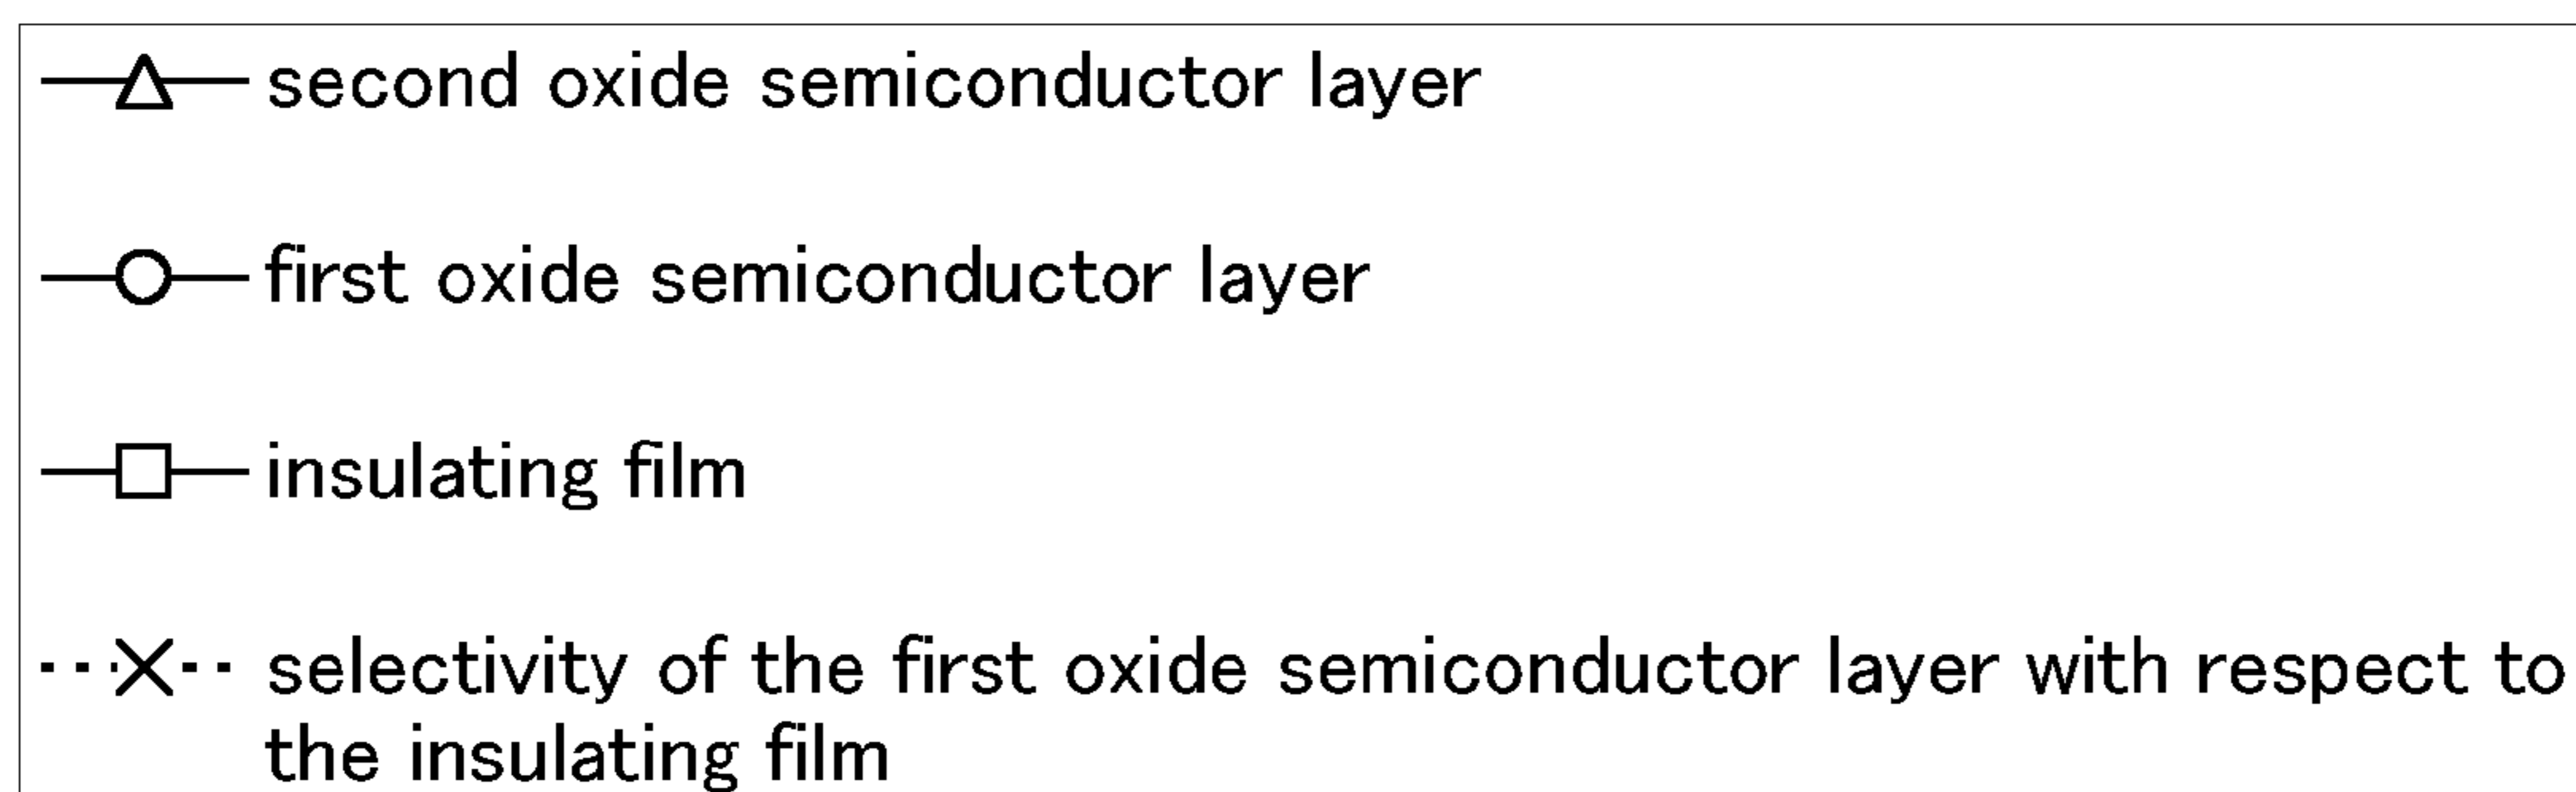 second oxide semiconductor layer
first oxide semiconductor layer
insulating film
selectivity of the first oxide semiconductor layer with respect to
the insulating film